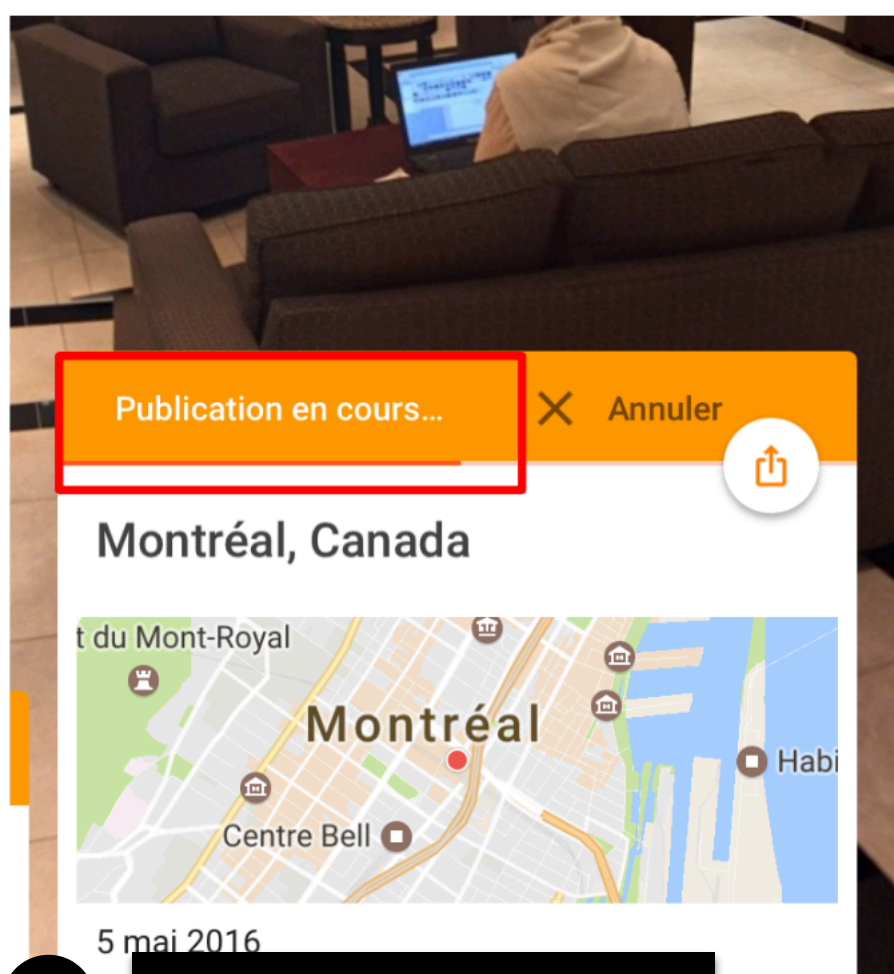 Publication en cours...
Annuler
Montréal, Canada
t du Mont-Royal
Montréal
Habi
Centre Bell
5 mai 2016